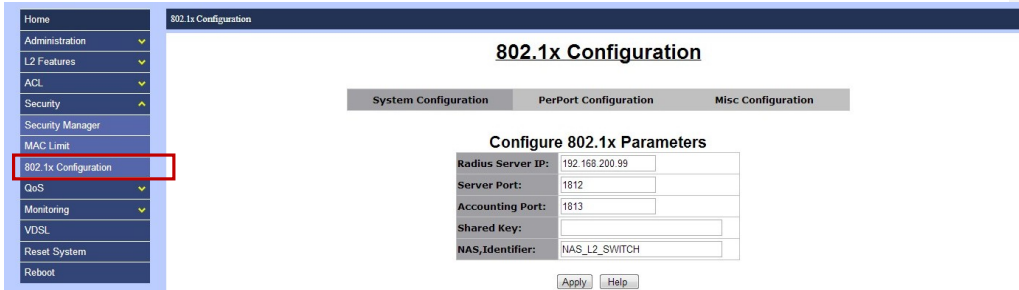 Home
Administration
L2 Features
ACL
Security
Security Manager
MAC Limit
802.1x Configuration
QoS
Monitoring
VDSL
Reset System
Reboot
802.1x Configuration
802.1x Configuration
System Configuration PerPort Configuration Misc Configuration
Configure 802.1x Parameters
Radius Server IP: 192.168.200.99
Server Port: 1812
Accounting Port: 1813
Shared Key:
NAS,Identifier: NAS_L2_SWITCH
Apply Help